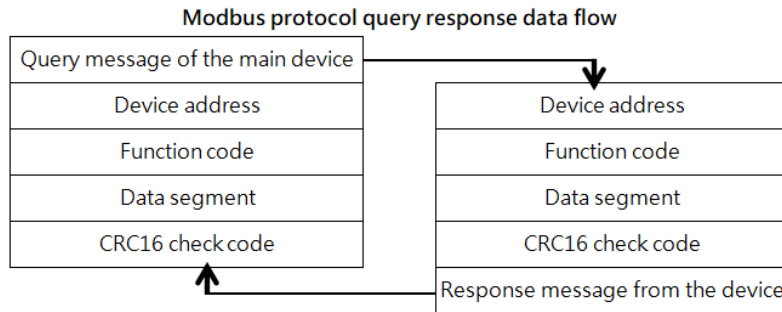 Modbus protocol query response data flow
Query message of the main device
Device address
Function code
Data segment
CRC16 check code
Device address
Function code
Data segment
CRC16 check code
Response message from the device